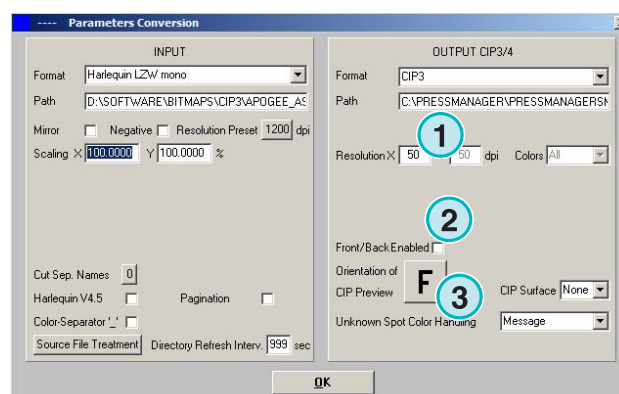 ---- Parameters Conversion
INPUT
Format Harlequin LZW mono
Path D:\SOFTWARE\BITMAPS\CIP3\APOGEE_AS
Mirror Negative Resolution Preset 1200 dpi
Scaling X 100.0000 Y 100.0000 %
Cut Sep. Names 0
Harlequin V4.5 Pagination
Color-Separator '_'
Source File Treatment Directory Refresh Interv. 999 sec
OUTPUT CIP3/4
Format CIP3
Path C:\PRESSMANAGER\PRESSMANAGERSM
1
Resolution X 50 50 dpi Colors All
2
Front/Back Enabled
Orientation of
CIP Preview F 3 CIP Surface None
Unknown Spot Color Handling Message
OK